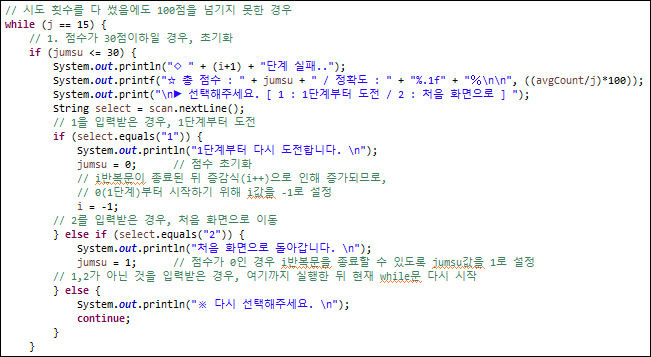 // 시도 횟수를 다 썼음에도 100점을 넘기지 못한 경우
while (j == 15) {
    // 1. 점수가 30점이하일 경우, 초기화
    if (jumsu <= 30) {
        System.out.println("◇ " + (i+1) + "단계 실패..");
        System.out.printf("☆ 총 점수 : " + jumsu + " / 정확도 : " + "%.1f" + "％\n\n", ((avgCount/j)*100));
        System.out.print("\n▶ 선택해주세요. [ 1 : 1단계부터 도전 / 2 : 처음 화면으로 ] ");
        String select = scan.nextLine();
        // 1을 입력받은 경우, 1단계부터 도전
        if (select.equals("1")) {
            System.out.println("1단계부터 다시 도전합니다. \n");
            jumsu = 0;     // 점수 초기화
            // i반복문이 종료된 뒤 증감식(i++)으로 인해 증가되므로,
            // 0(1단계)부터 시작하기 위해 i값을 -1로 설정
            i = -1;
        // 2를 입력받은 경우, 처음 화면으로 이동
        } else if (select.equals("2")) {
            System.out.println("처음 화면으로 돌아갑니다. \n");
            jumsu = 1;     // 점수가 0인 경우 i반복문을 종료할 수 있도록 jumsu값을 1로 설정
        // 1,2가 아닌 것을 입력받은 경우, 여기까지 실행한 뒤 현재 while문 다시 시작
        } else {
            System.out.println("※ 다시 선택해주세요. \n");
            continue;
        }
    }